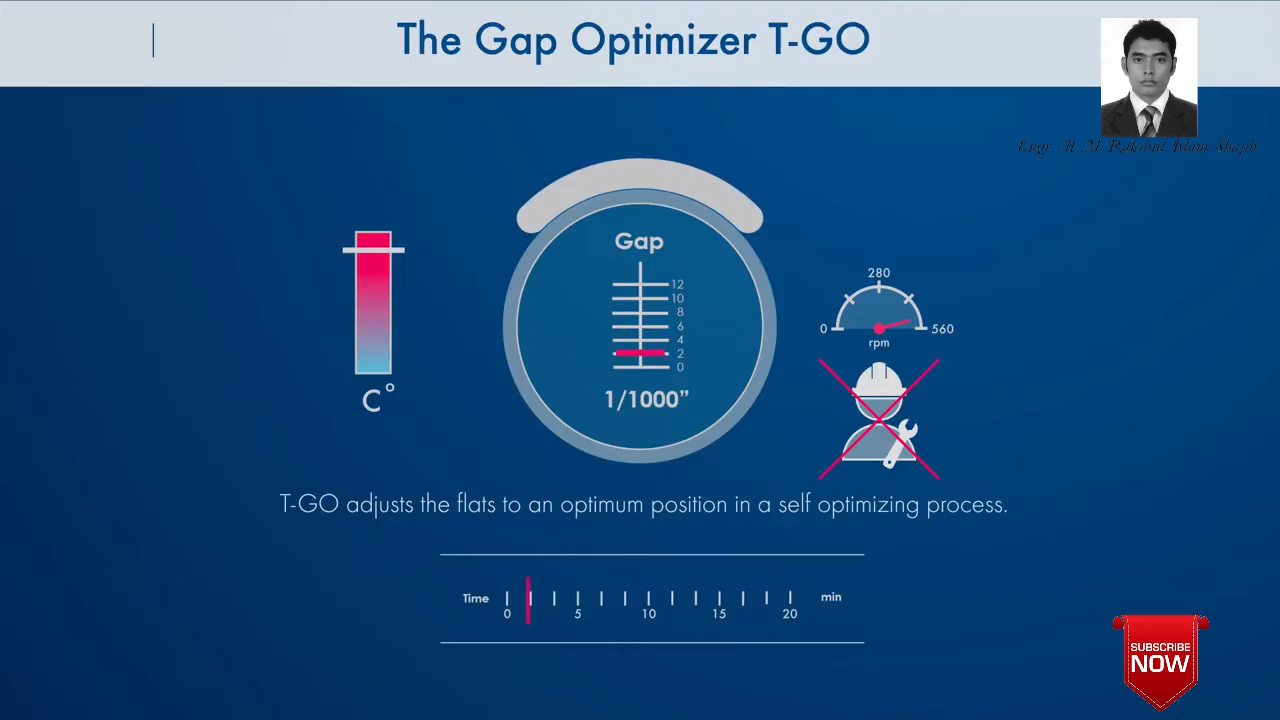 The Gap Optimizer T-GO
Engr. H.M Rakibul Islam Shajib
Gap
12
10
8
6
4
2
0
1/1000”
C°
280
0
560
rpm
T-GO adjusts the flats to an optimum position in a self optimizing process.
Time
0 5 10 15 20
min
SUBSCRIBE
NOW